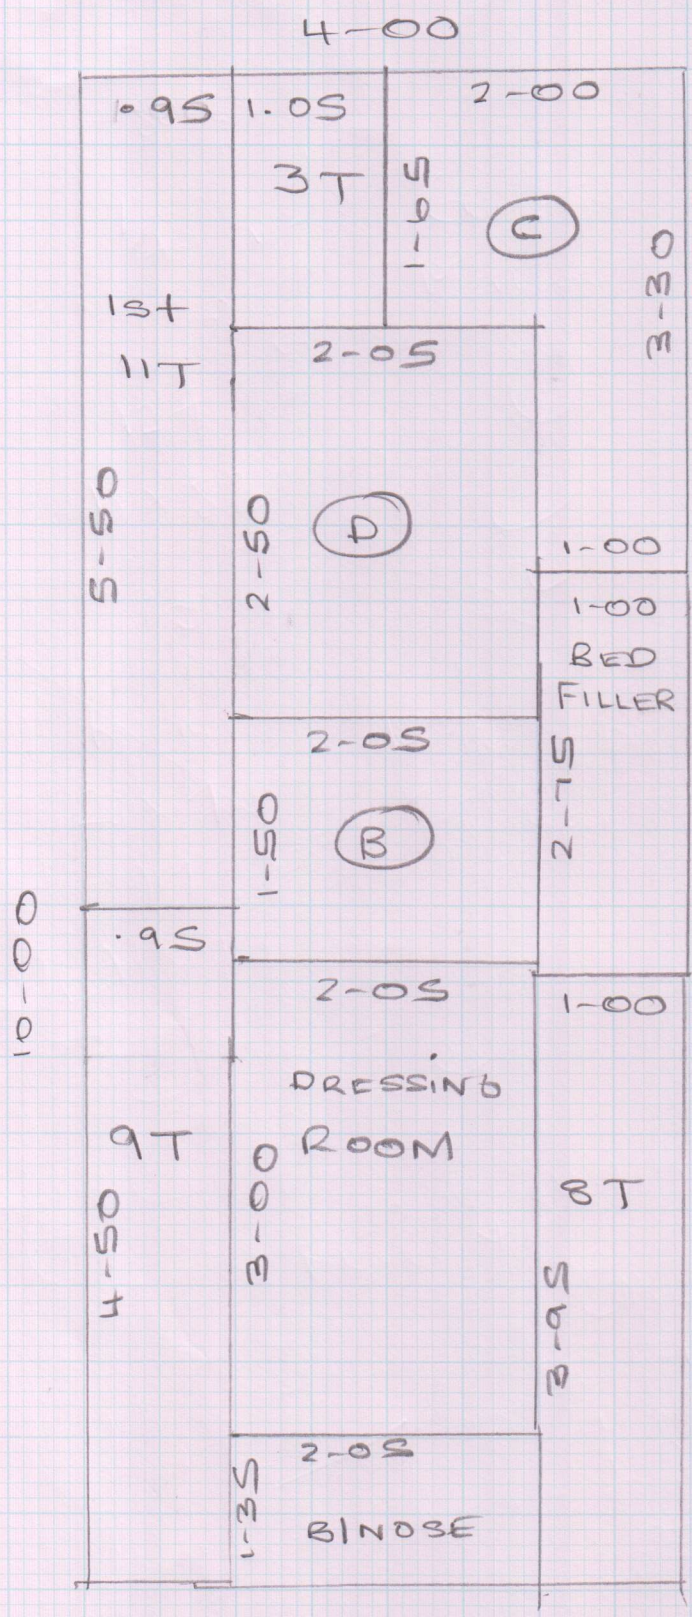 4-00
.95
1.05
2-00
3T
1-65
C
3-30
1st
11T
5-50
2-05
2-50
D
1-00
1-00
BED
FILLER
2-75
2-05
1-50
B
10-00
.95
2-05
1-00
DRESSING
ROOM
9T
3-00
8T
4-50
3-95
2-05
1-35
B/NOSE